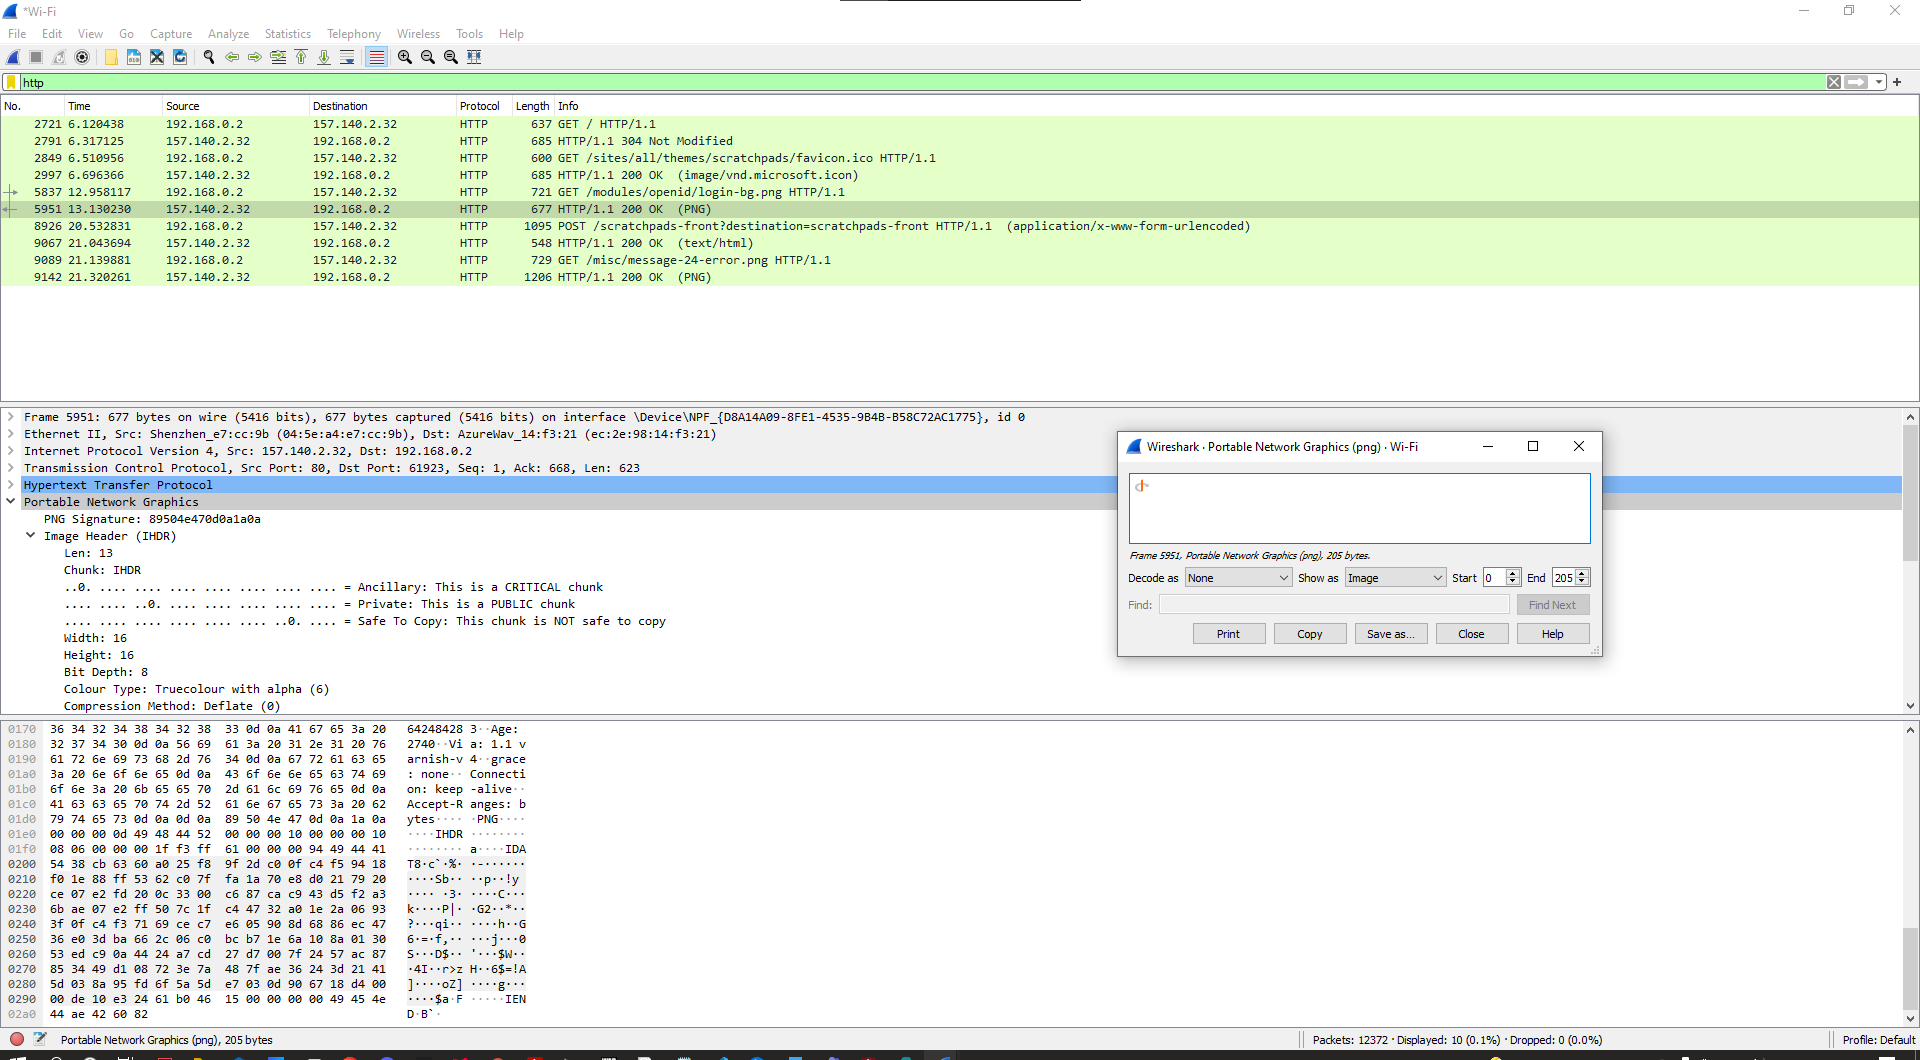 *Wi-Fi
File Edit View Go Capture Analyze Statistics Telephony Wireless Tools Help
http
No. Time Source Destination Protocol Length Info
2721 6.120438 192.168.0.2 157.140.2.32 HTTP 637 GET / HTTP/1.1
2791 6.317125 157.140.2.32 192.168.0.2 HTTP 685 HTTP/1.1 304 Not Modified
2849 6.510956 192.168.0.2 157.140.2.32 HTTP 600 GET /sites/all/themes/scratchpads/favicon.ico HTTP/1.1
2997 6.696366 157.140.2.32 192.168.0.2 HTTP 685 HTTP/1.1 200 OK (image/vnd.microsoft.icon)
5837 12.958117 192.168.0.2 157.140.2.32 HTTP 721 GET /modules/openid/login-bg.png HTTP/1.1
5951 13.130230 157.140.2.32 192.168.0.2 HTTP 677 HTTP/1.1 200 OK (PNG)
8926 20.532831 192.168.0.2 157.140.2.32 HTTP 1095 POST /scratchpads-front?destination=scratchpads-front HTTP/1.1 (application/x-www-form-urlencoded)
9067 21.043694 157.140.2.32 192.168.0.2 HTTP 548 HTTP/1.1 200 OK (text/html)
9089 21.139881 192.168.0.2 157.140.2.32 HTTP 729 GET /misc/message-24-error.png HTTP/1.1
9142 21.320261 157.140.2.32 192.168.0.2 HTTP 1206 HTTP/1.1 200 OK (PNG)
Frame 5951: 677 bytes on wire (5416 bits), 677 bytes captured (5416 bits) on interface \Device\NPF_{D8A14A09-8FE1-4535-9B4B-B58C72AC1775}, id 0
Ethernet II, Src: Shenzhen_e7:cc:9b (04:5e:a4:e7:cc:9b), Dst: AzureWav_14:f3:21 (ec:2e:98:14:f3:21)
Internet Protocol Version 4, Src: 157.140.2.32, Dst: 192.168.0.2
Transmission Control Protocol, Src Port: 80, Dst Port: 61923, Seq: 1, Ack: 668, Len: 623
Hypertext Transfer Protocol
Portable Network Graphics
PNG Signature: 89504e470d0a1a0a
Image Header (IHDR)
Len: 13
Chunk: IHDR
..0. .... .... .... .... .... .... .... = Ancillary: This is a CRITICAL chunk
.... .... ..0. .... .... .... .... .... = Private: This is a PUBLIC chunk
.... .... .... .... .... .... ..0. .... = Safe To Copy: This chunk is NOT safe to copy
Width: 16
Height: 16
Bit Depth: 8
Colour Type: Truecolour with alpha (6)
Compression Method: Deflate (0)
Wireshark · Portable Network Graphics (png) · Wi-Fi
Frame 5951, Portable Network Graphics (png), 205 bytes.
Decode as None Show as Image Start 0 End 205
Find: Find Next
Print Copy Save as... Close Help
0170 36 34 32 34 38 34 32 38 33 0d 0a 41 67 65 3a 20 64248428 3··Age:
0180 32 37 34 30 0d 0a 56 69 61 3a 20 31 2e 31 20 76 2740··Vi a: 1.1 v
0190 61 72 6e 69 73 68 2d 76 34 0d 0a 67 72 61 63 65 arnish-v 4··grace
01a0 3a 20 6e 6f 6e 65 0d 0a 43 6f 6e 6e 65 63 74 69 : none·· Connecti
01b0 6f 6e 3a 20 6b 65 65 70 2d 61 6c 69 76 65 0d 0a on: keep -alive··
01c0 41 63 63 65 70 74 2d 52 61 6e 67 65 73 3a 20 62 Accept-R anges: b
01d0 79 74 65 73 0d 0a 0d 0a 89 50 4e 47 0d 0a 1a 0a ytes···· ·PNG····
01e0 00 00 00 0d 49 48 44 52 00 00 00 10 00 00 00 10 ····IHDR ········
01f0 08 06 00 00 00 1f f3 ff 61 00 00 00 94 49 44 41 ········ a····IDA
0200 54 38 cb 63 60 a0 25 f8 9f 2d c0 0f c4 f5 94 18 T8·c`·%· ·-······
0210 f0 1e 88 ff 53 62 c0 7f fa 1a 70 e8 d0 21 79 20 ····Sb·· ··p··!y
0220 ce 07 e2 fd 20 0c 33 00 c6 87 ca c9 43 d5 f2 a3 ···· ·3· ····C···
0230 6b ae 07 e2 ff 50 7c 1f c4 47 32 a0 1e 2a 06 93 k····P|· ·G2··*··
0240 3f 0f c4 f3 71 69 ce c7 e6 05 90 8d 68 86 ec 47 ?···qi·· ····h··G
0250 36 e0 3d ba 66 2c 06 c0 bc b7 1e 6a 10 8a 01 30 6·=·f,·· ···j···0
0260 53 ed c9 0a 44 24 a7 cd 27 d7 00 7f 24 57 ac 87 S···D$·· '···$W··
0270 85 34 49 d1 08 72 3e 7a 48 7f ae 36 24 3d 21 41 ·4I··r>z H··6$=!A
0280 5d 03 8a 95 fd 6f 5a 5d e7 03 0d 90 67 18 d4 00 ]····oZ] ····g···
0290 00 de 10 e3 24 61 b0 46 15 00 00 00 00 49 45 4e ····$a·F ·····IEN
02a0 44 ae 42 60 82 D·B`·
Portable Network Graphics (png), 205 bytes
Packets: 12372 · Displayed: 10 (0.1%) · Dropped: 0 (0.0%)
Profile: Default